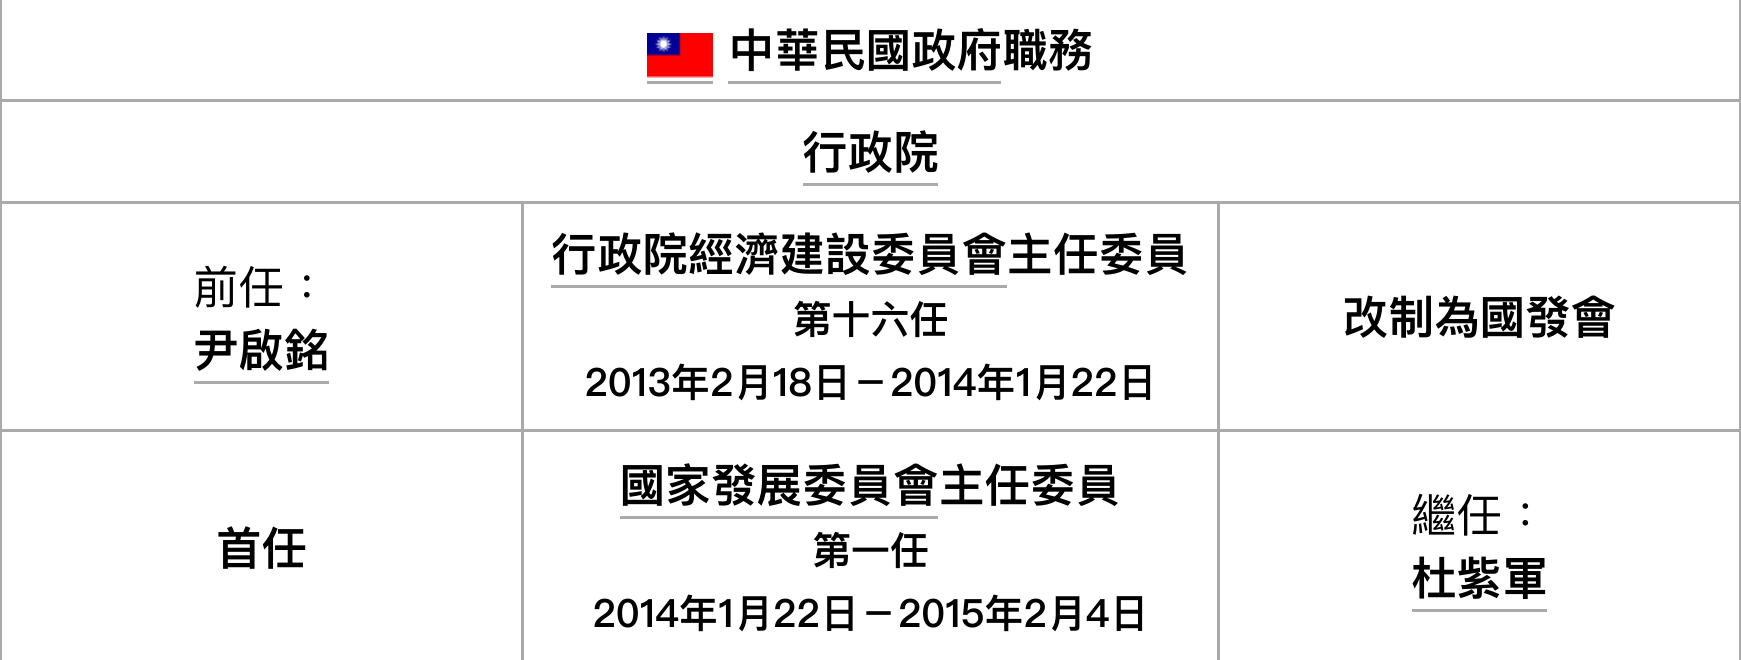 中華民國政府職務
行政院
前任：
尹啟銘
行政院經濟建設委員會主任委員
第十六任
2013年2月18日－2014年1月22日
改制為國發會
首任
國家發展委員會主任委員
第一任
2014年1月22日－2015年2月4日
繼任：
杜紫軍